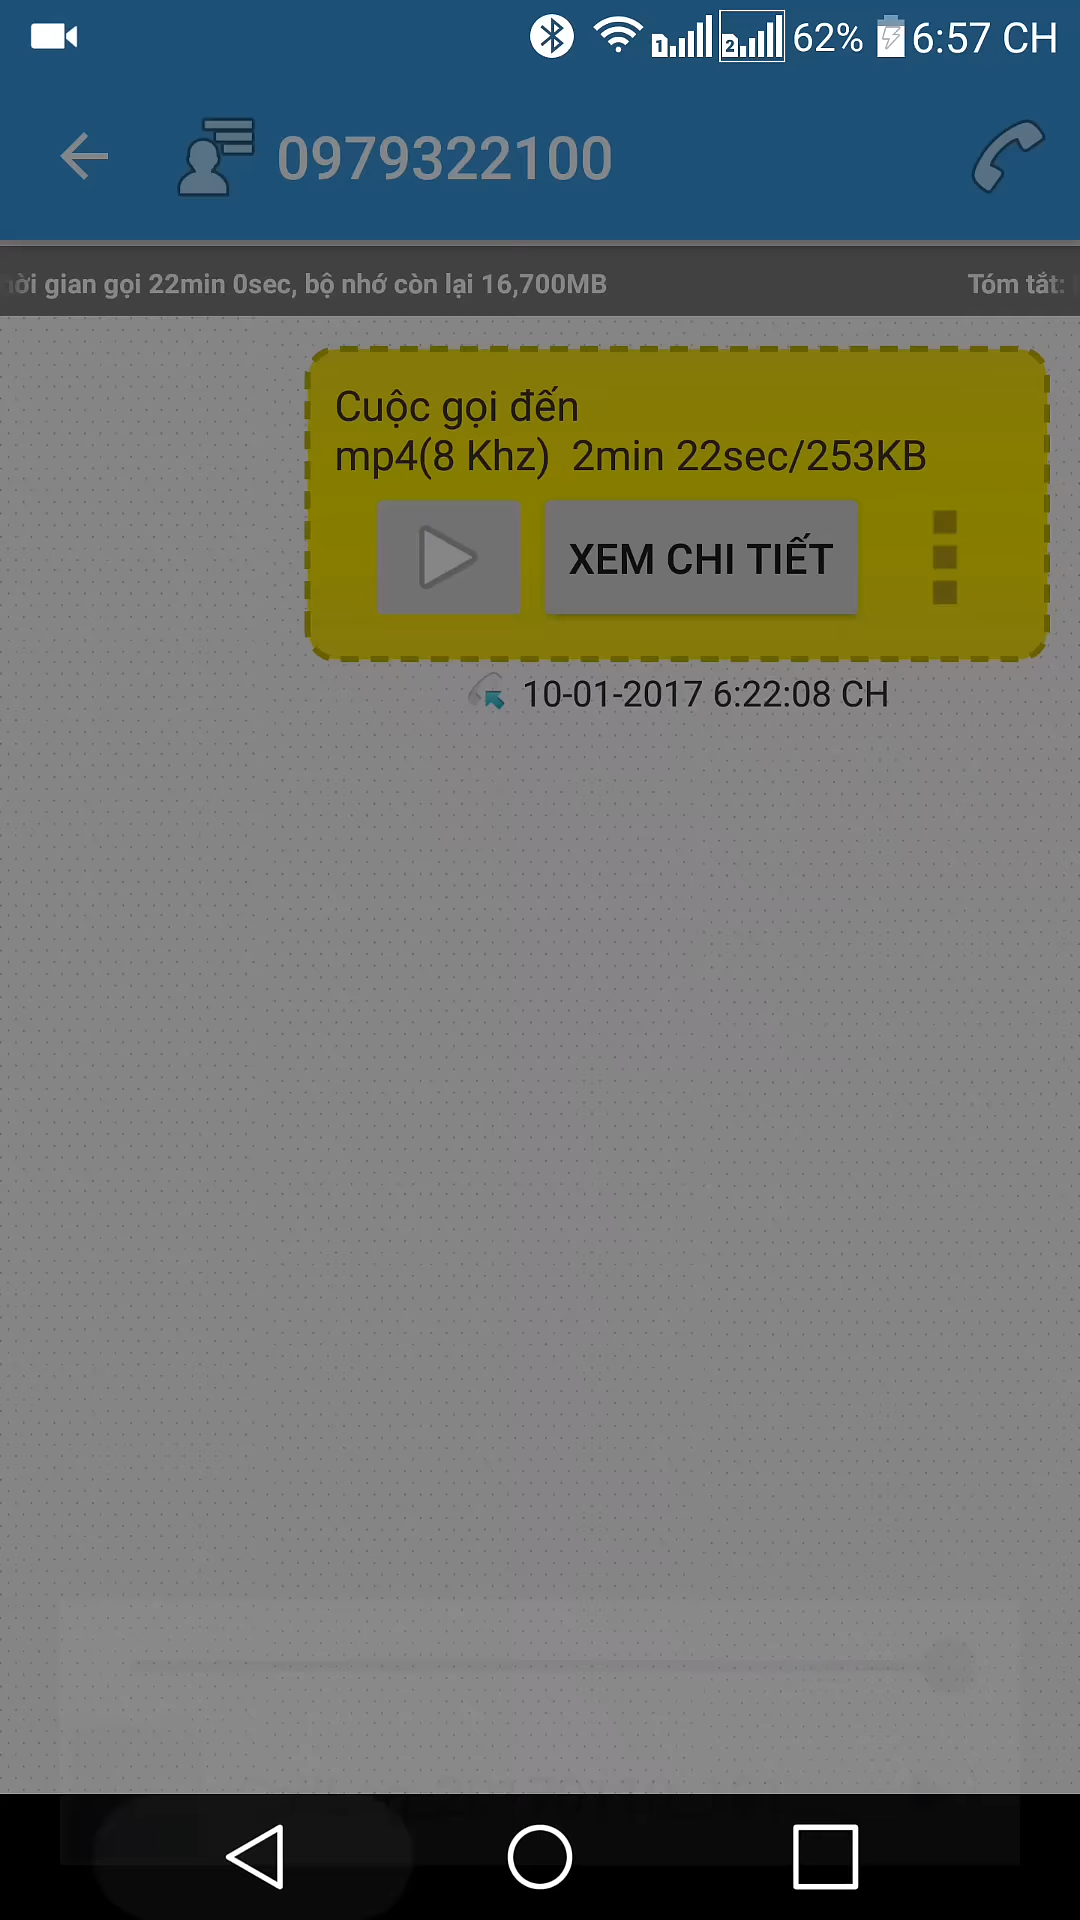 62% 6:57 CH
0979322100
gian gọi 22min 0sec, bộ nhớ còn lại 16,700MB Tóm tắt:
Cuộc gọi đến
mp4(8 Khz) 2min 22sec/253KB
XEM CHI TIẾT
10-01-2017 6:22:08 CH